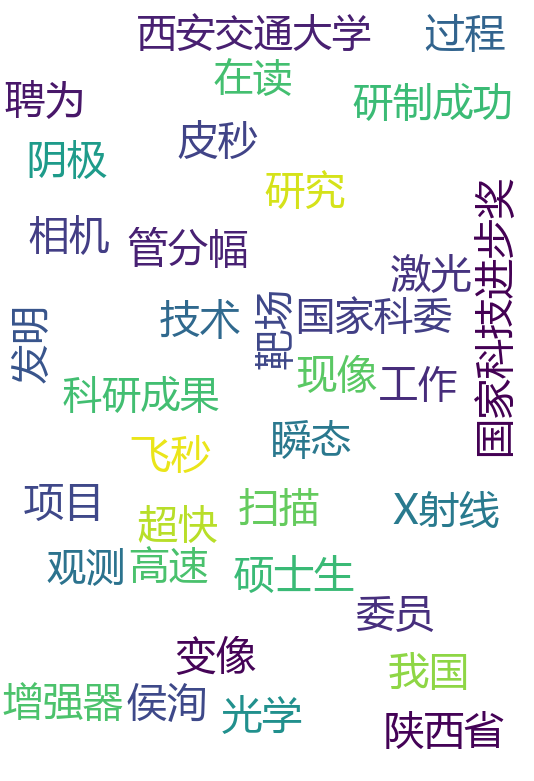 西安交通大学
过程
在读
聘为
研制成功
皮秒
阴极
研究
国家科技进步奖
相机
管分幅
激光
发明
技术
靶场
国家科委
现像
工作
科研成果
瞬态
飞秒
项目
超快
扫描
X射线
观测
高速
硕士生
委员
变像
我国
增强器
侯洵
光学
陕西省